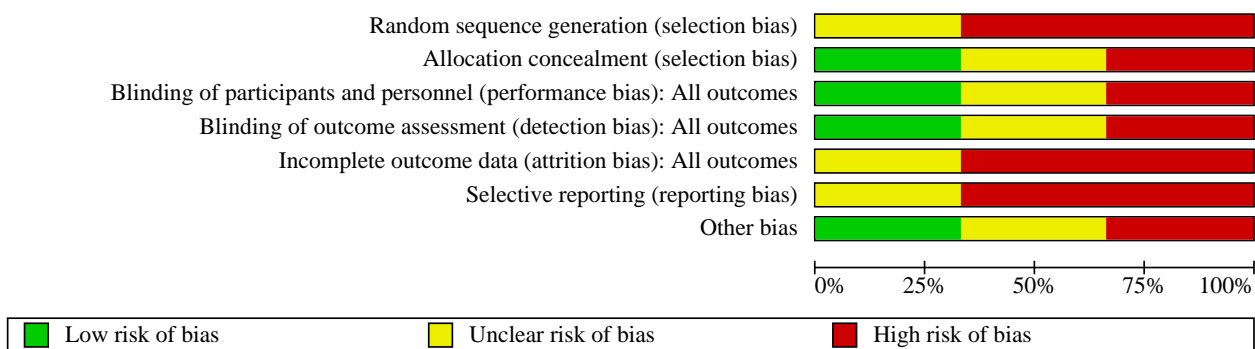 Random sequence generation (selection bias)
Allocation concealment (selection bias)
Blinding of participants and personnel (performance bias): All outcomes
Blinding of outcome assessment (detection bias): All outcomes
Incomplete outcome data (attrition bias): All outcomes
Selective reporting (reporting bias)
Other bias
0% 25% 50% 75% 100%
Low risk of bias Unclear risk of bias High risk of bias